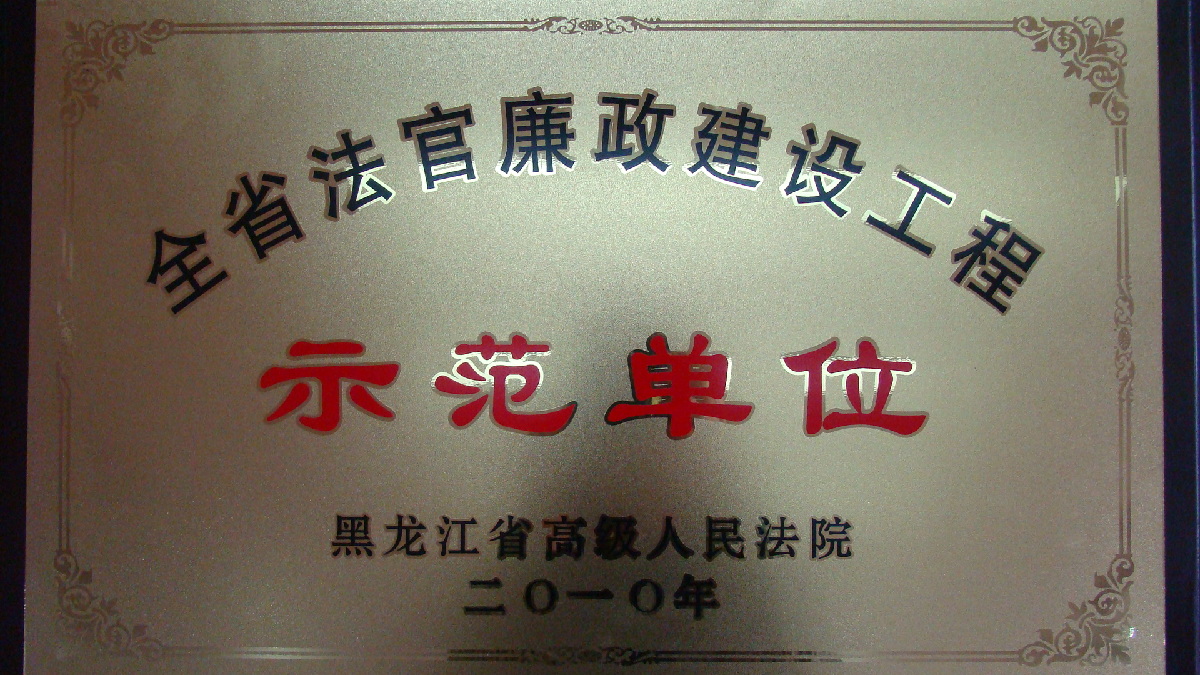 全省法官廉政建设工程
示范单位
黑龙江省高级人民法院
二〇一〇年